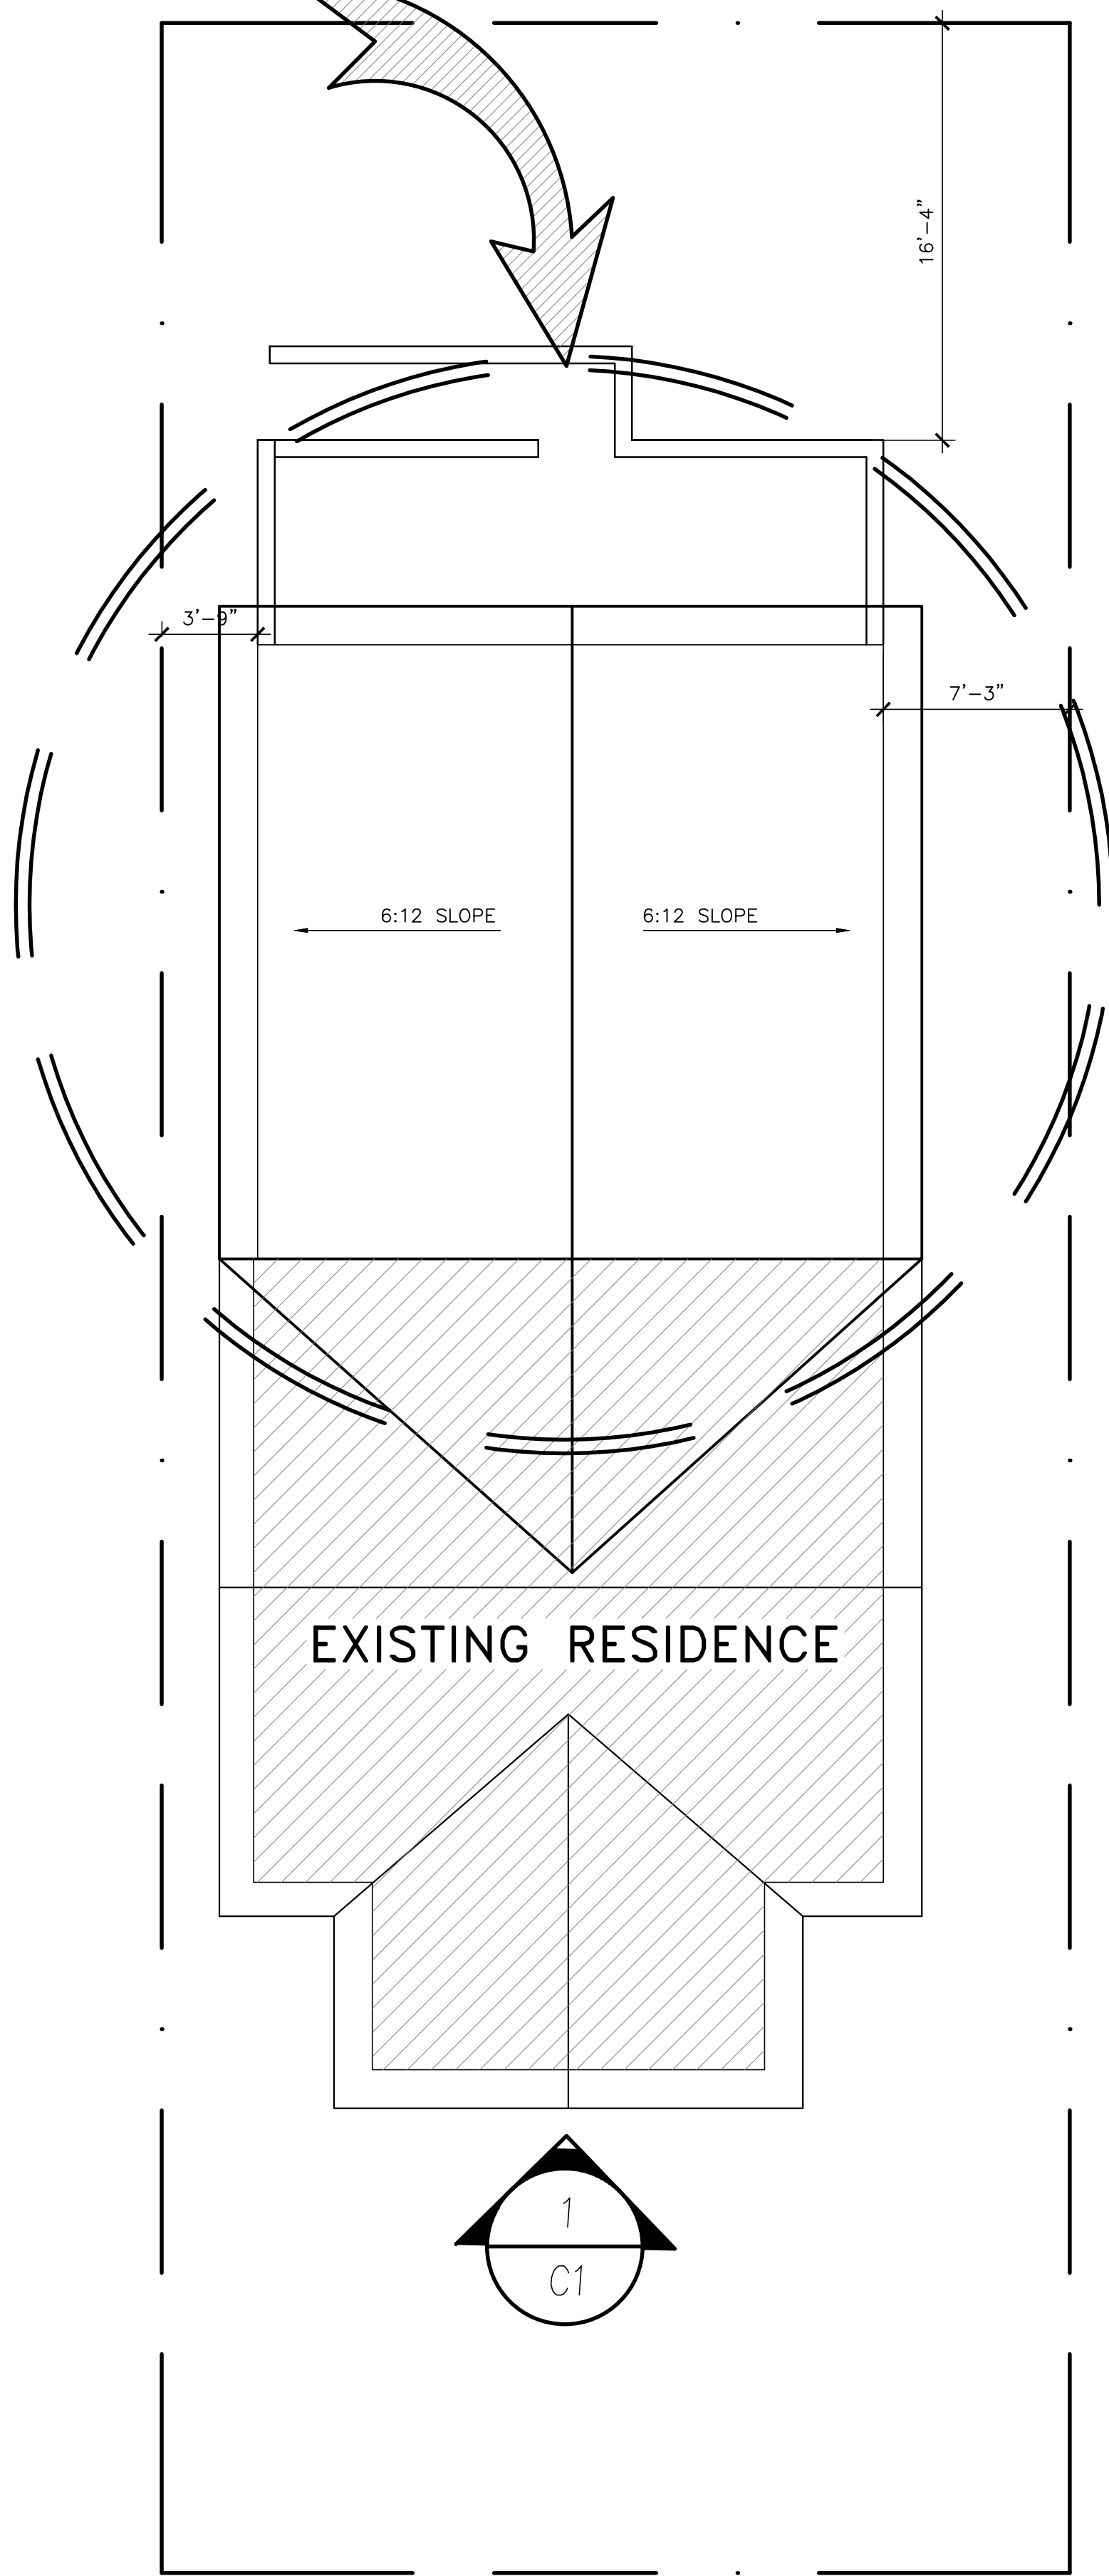 16'-4"
3'-9"
7'-3"
6:12 SLOPE
6:12 SLOPE
EXISTING RESIDENCE
1
C1